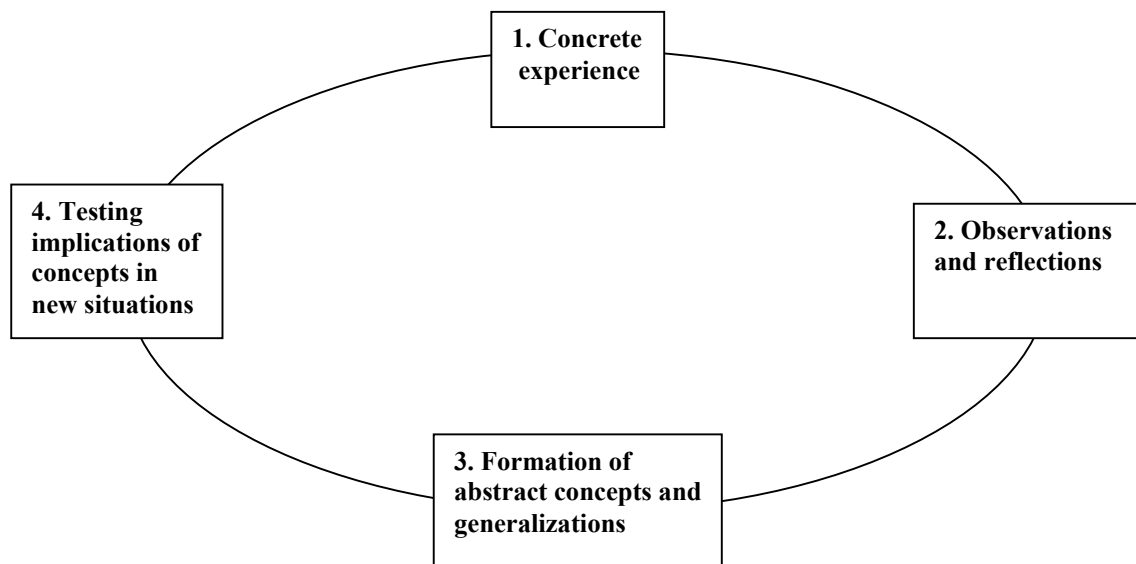 1. Concrete
experience
2. Observations
and reflections
3. Formation of
abstract concepts and
generalizations
4. Testing
implications of
concepts in
new situations